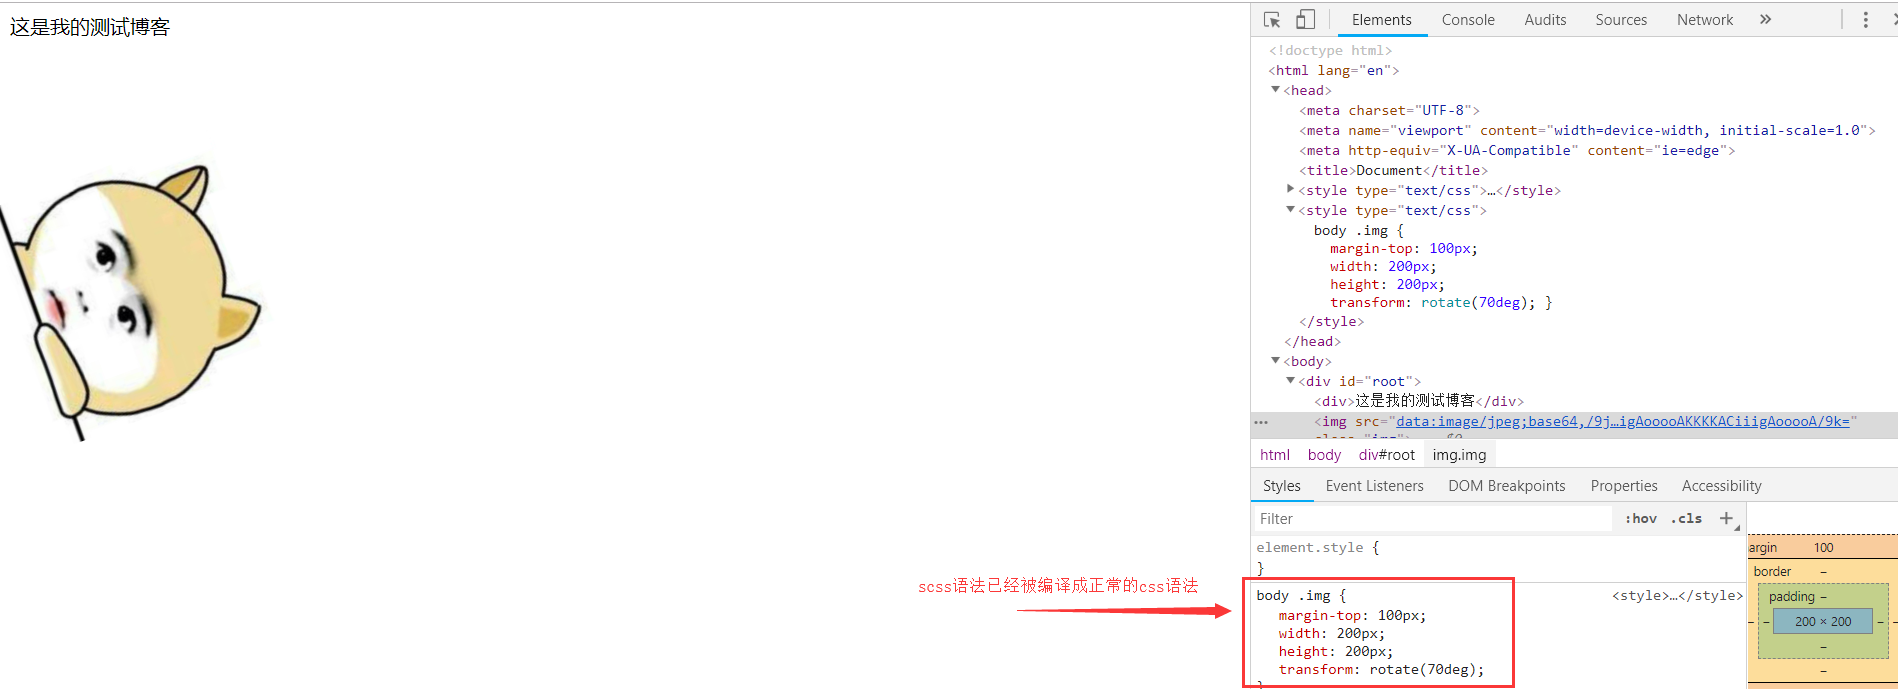 这是我的测试博客
Elements Console Audits Sources Network »
<!doctype html>
<html lang="en">
<head>
<meta charset="UTF-8">
<meta name="viewport" content="width=device-width, initial-scale=1.0">
<meta http-equiv="X-UA-Compatible" content="ie=edge">
<title>Document</title>
<style type="text/css">…</style>
<style type="text/css">
body .img {
margin-top: 100px;
width: 200px;
height: 200px;
transform: rotate(70deg); }
</style>
</head>
<body>
<div id="root">
<div>这是我的测试博客</div>
<img src="data:image/jpeg;base64,/9j…igAooooAKKKKACiiigAooooA/9k="
html body div#root img.img
Styles Event Listeners DOM Breakpoints Properties Accessibility
Filter :hov .cls +
element.style {
}
body .img { <style>…</style>
margin-top: 100px;
width: 200px;
height: 200px;
transform: rotate(70deg);
scss语法已经被编译成正常的css语法
argin 100
border –
padding –
– – 200 × 200 – –
–
–